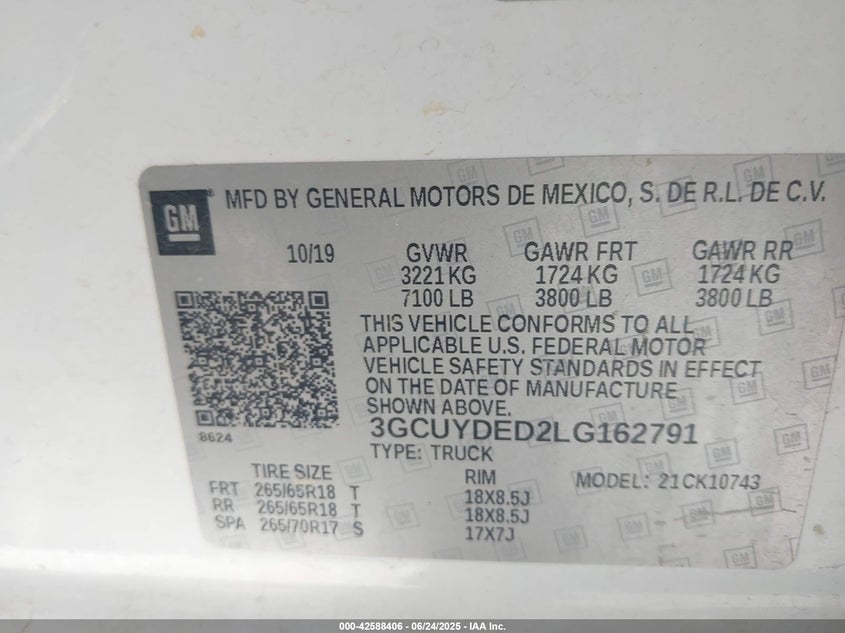 GM
MFD BY GENERAL MOTORS DE MEXICO, S. DE R.L. DE C.V.
10/19 GVWR GAWR FRT GAWR RR
3221 KG 1724 KG 1724 KG
7100 LB 3800 LB 3800 LB
THIS VEHICLE CONFORMS TO ALL
APPLICABLE U.S. FEDERAL MOTOR
VEHICLE SAFETY STANDARDS IN EFFECT
ON THE DATE OF MANUFACTURE
SHOWN ABOVE.
8624
3GCUYDED2LG162791
TYPE: TRUCK
TIRE SIZE RIM MODEL: 21CK10743
FRT 265/65R18 T 18X8.5J
RR 265/65R18 T 18X8.5J
SPA 265/70R17 S 17X7J
000-42588406 - 06/24/2025 - IAA Inc.